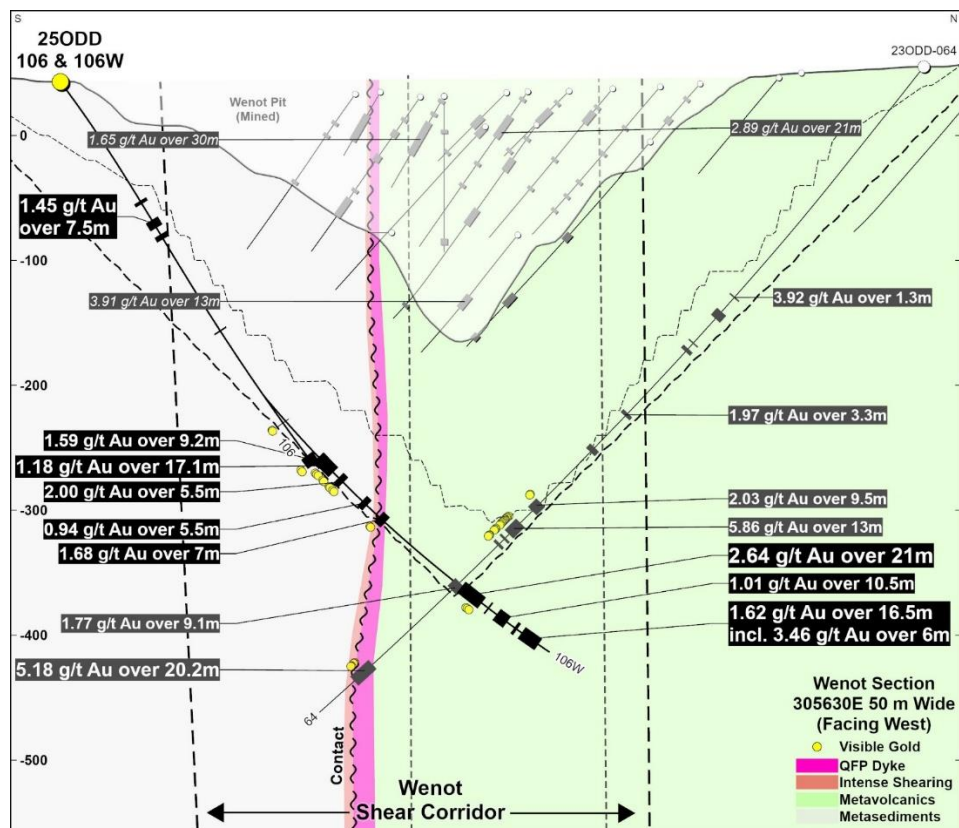 S
N
25ODD
106 & 106W
23ODD-064
Wenot Pit
(Mined)
0
1.65 g/t Au over 30m
2.89 g/t Au over 21m
1.45 g/t Au
over 7.5m
-100
3.91 g/t Au over 13m
3.92 g/t Au over 1.3m
-200
1.97 g/t Au over 3.3m
106
1.59 g/t Au over 9.2m
1.18 g/t Au over 17.1m
2.00 g/t Au over 5.5m
2.03 g/t Au over 9.5m
-300
0.94 g/t Au over 5.5m
5.86 g/t Au over 13m
1.68 g/t Au over 7m
2.64 g/t Au over 21m
1.01 g/t Au over 10.5m
1.77 g/t Au over 9.1m
1.62 g/t Au over 16.5m
incl. 3.46 g/t Au over 6m
-400
106W
5.18 g/t Au over 20.2m
64
Contact
-500
Wenot
Shear Corridor
Wenot Section
305630E 50 m Wide
(Facing West)
Visible Gold
QFP Dyke
Intense Shearing
Metavolcanics
Metasediments